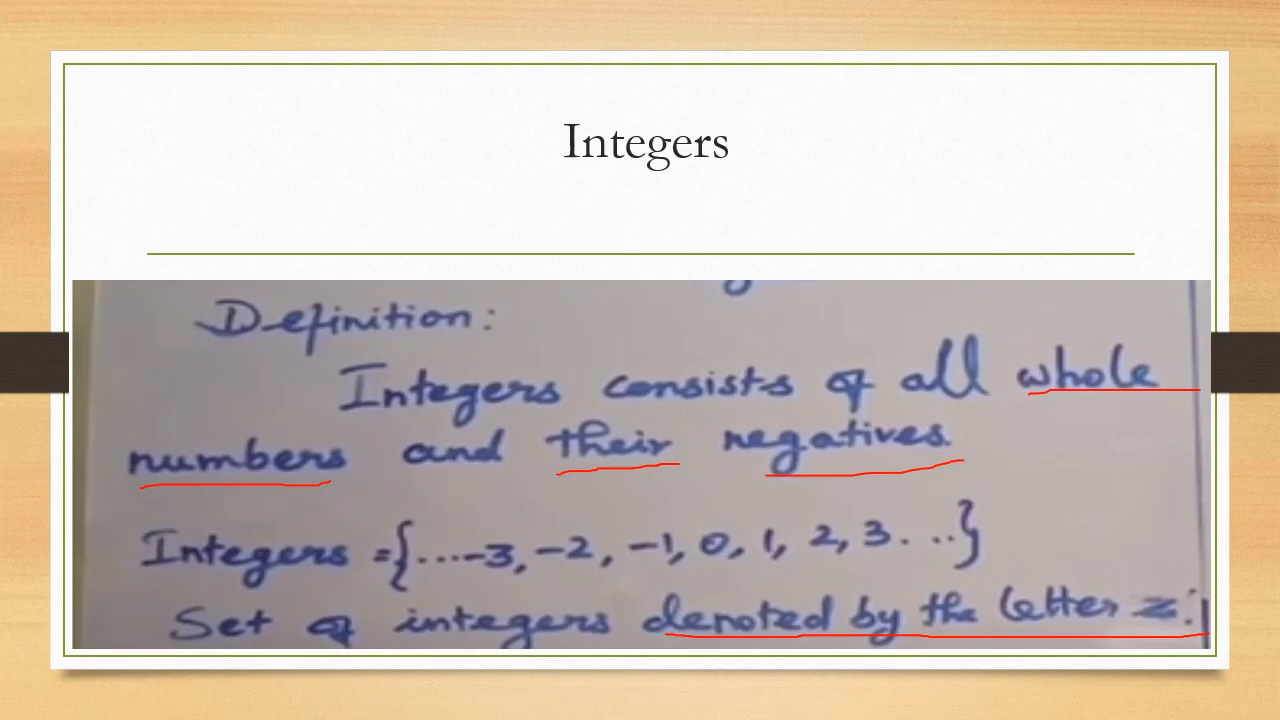 Integers
Definition:
Integers consists of all whole
numbers and their negatives.
Integers = {....-3, -2, -1, 0, 1, 2, 3. ..}
Set of integers denoted by the letter Z: